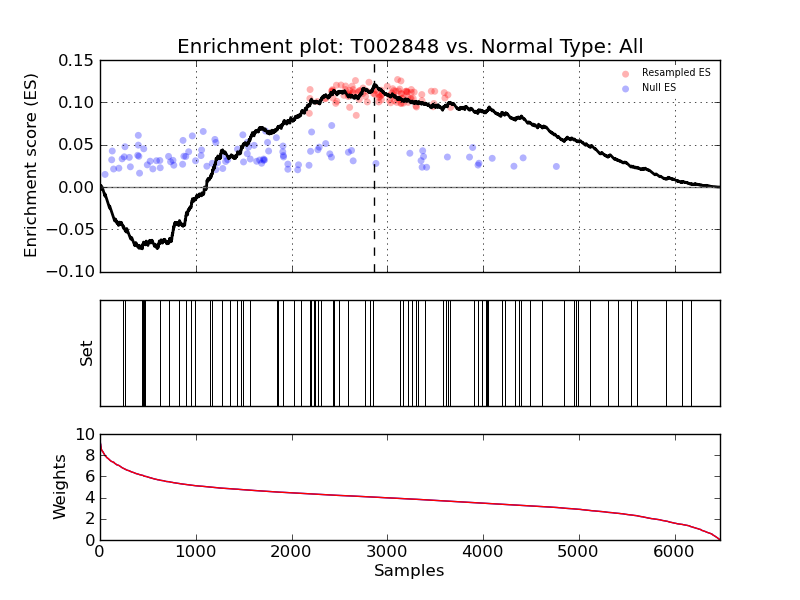 Enrichment plot: T002848 vs. Normal Type: All
Enrichment score (ES)
0.15
0.10
0.05
0.00
−0.05
−0.10
Resampled ES
Null ES
Set
Weights
10
8
6
4
2
0
0 1000 2000 3000 4000 5000 6000
Samples